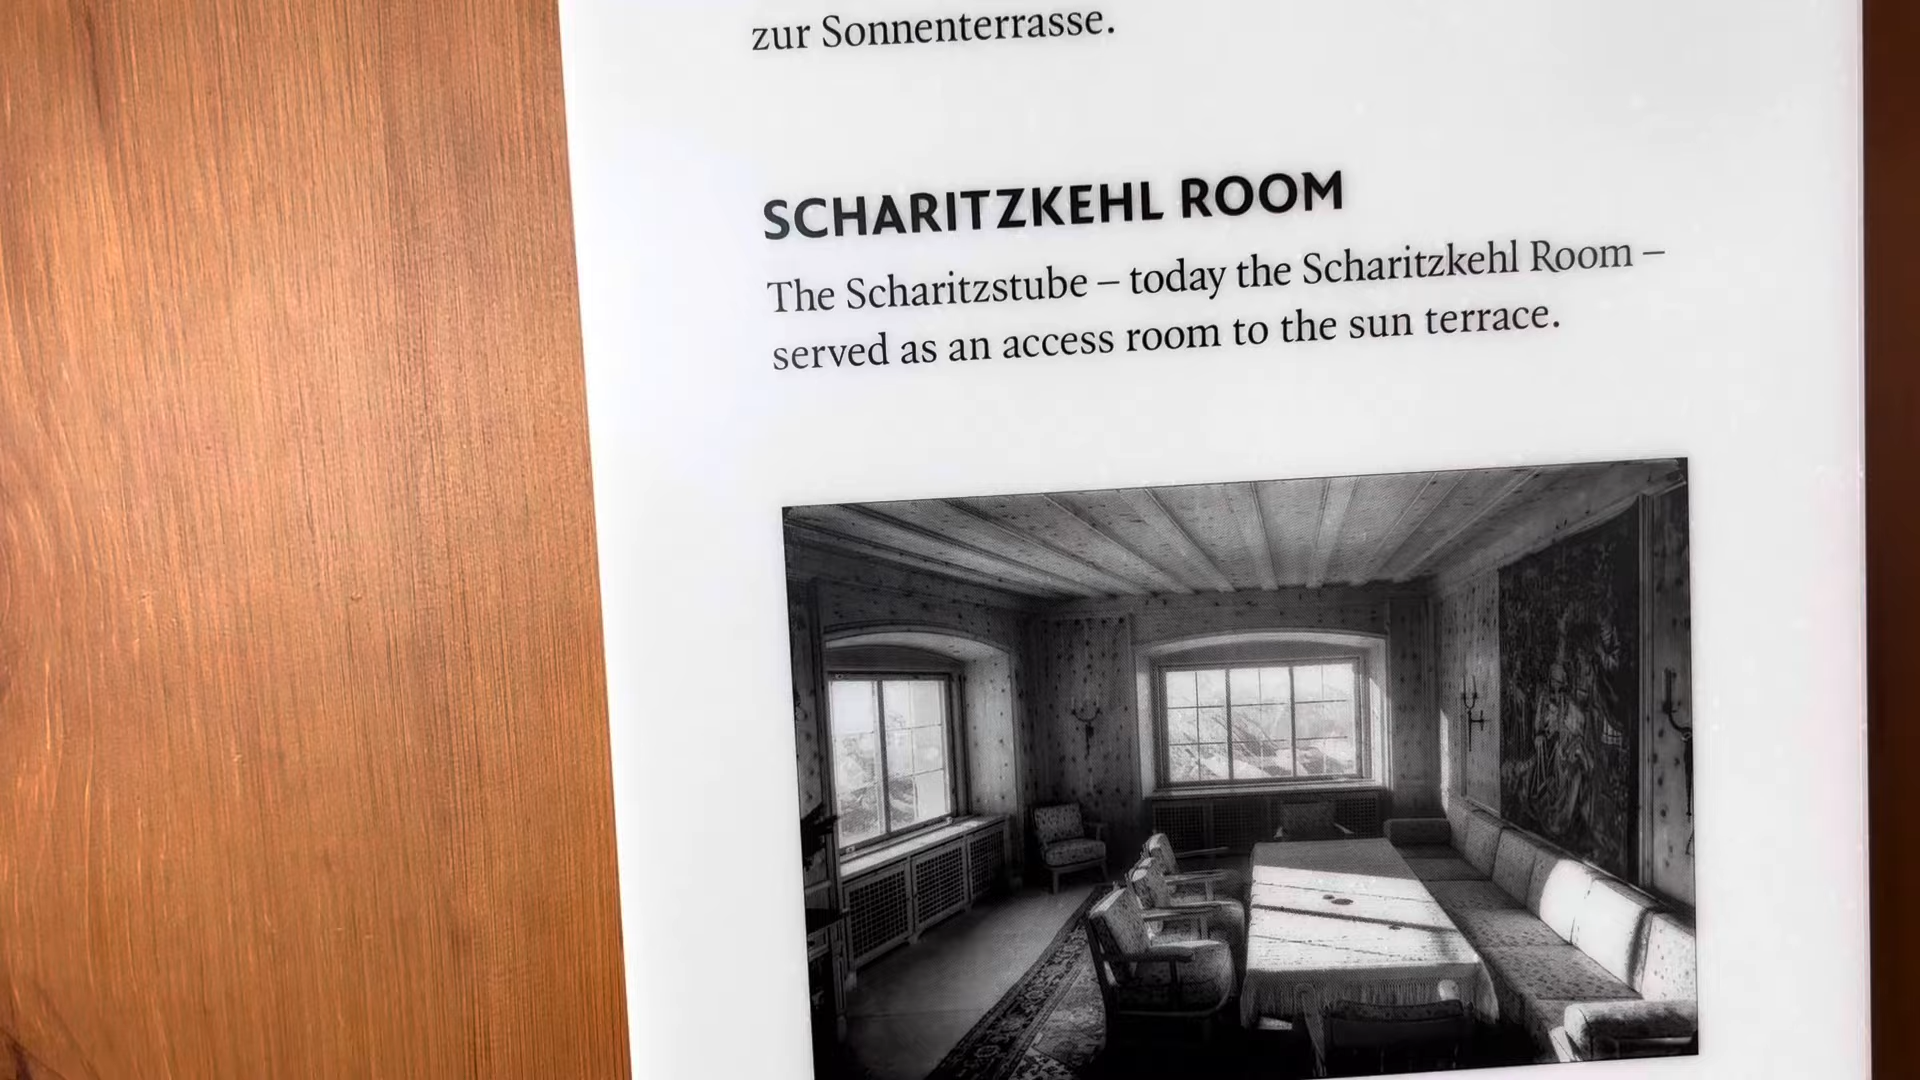 zur Sonnenterrasse.
SCHARITZKEHL ROOM
The Scharitzstube – today the Scharitzkehl Room –
served as an access room to the sun terrace.